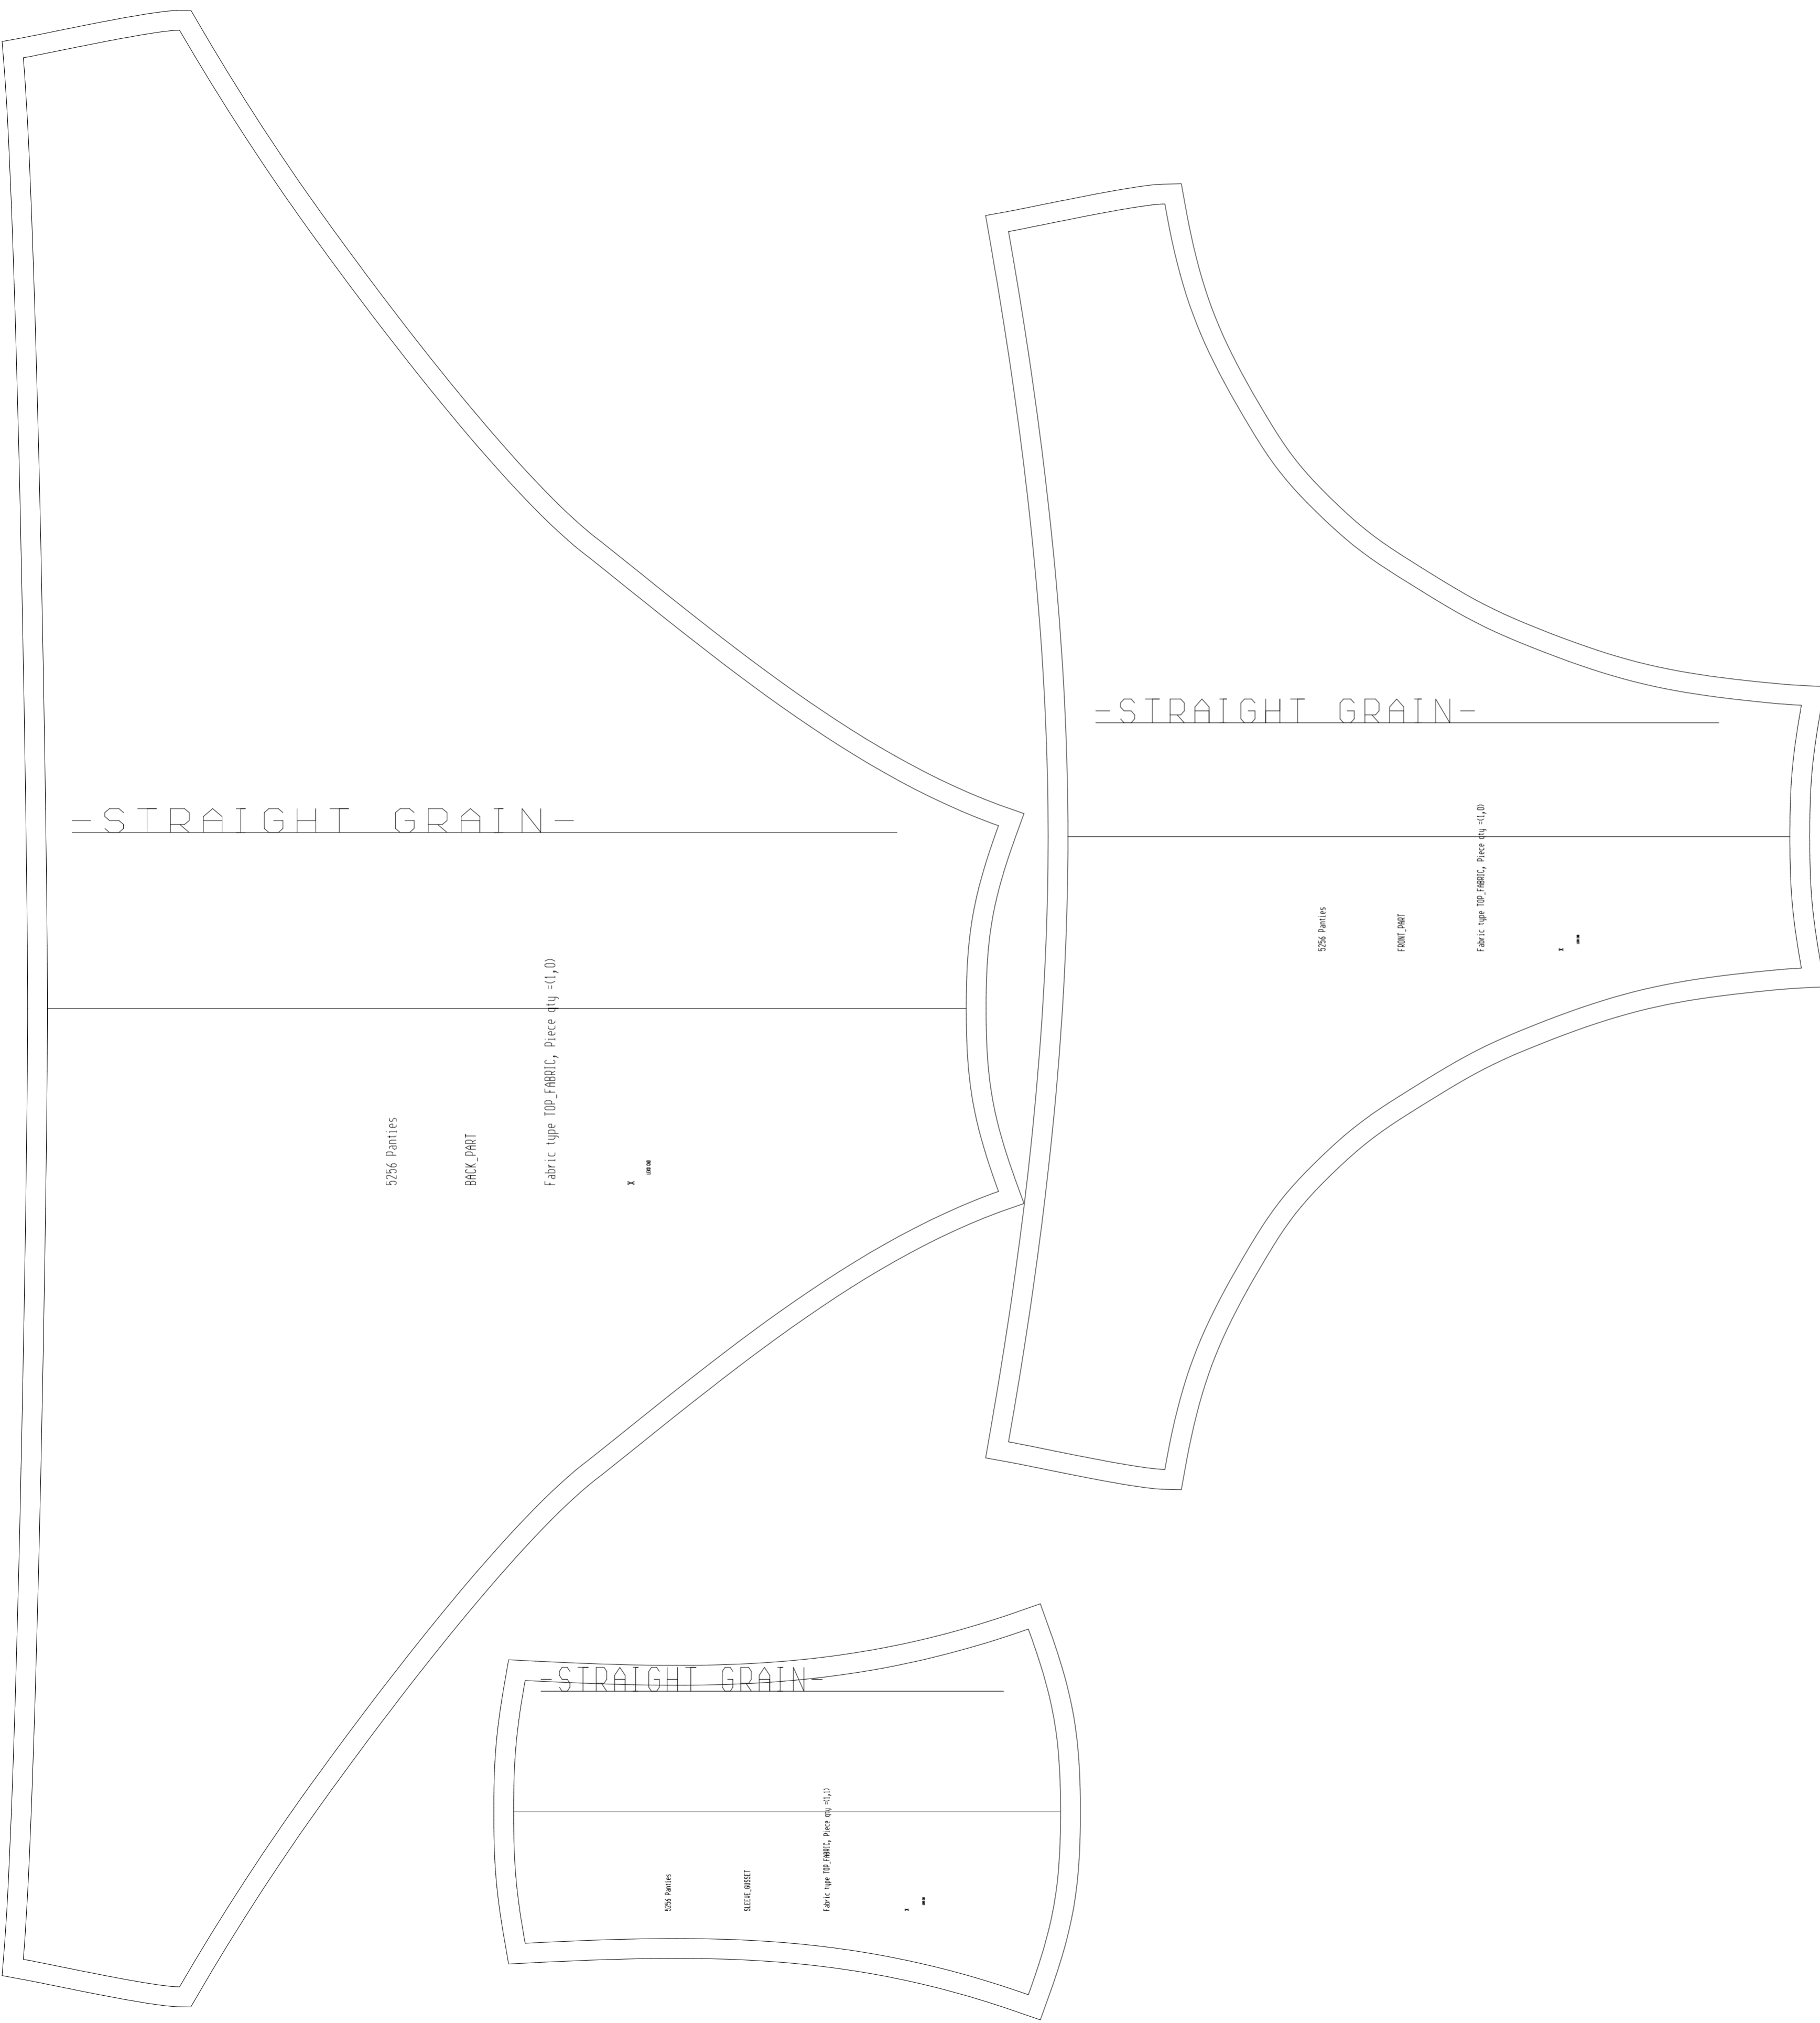 -STRAIGHT GRAIN-
5256 Panties
BACK_PART
Fabric type TOP_FABRIC, Piece qty =(1,0)
-STRAIGHT GRAIN-
5256 Panties
FRONT_PART
Fabric type TOP_FABRIC, Piece qty =(1,0)
-STRAIGHT GRAIN-
5256 Panties
SLEEVE_GUSSET
Fabric type TOP_FABRIC, Piece qty =(1,1)